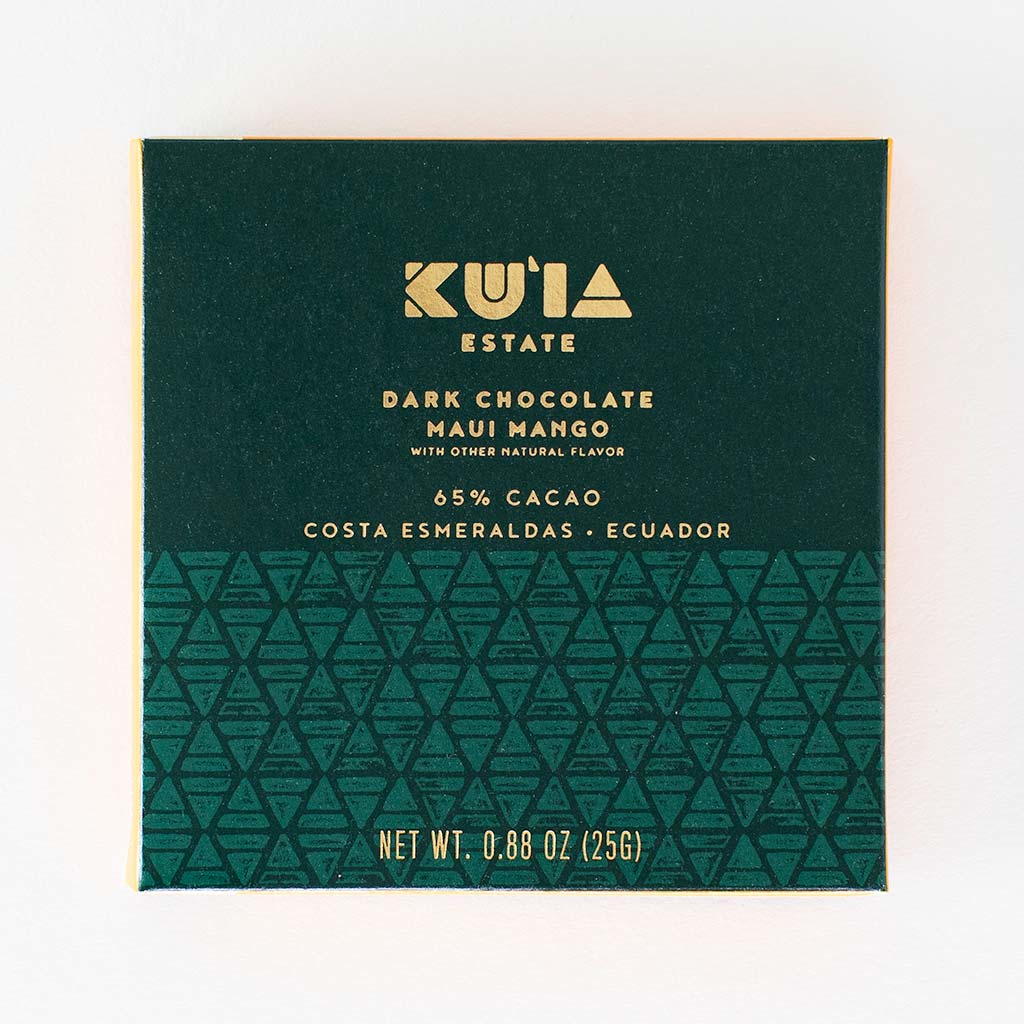 KU‘IA
ESTATE
DARK CHOCOLATE
MAUI MANGO
WITH OTHER NATURAL FLAVOR
65% CACAO
COSTA ESMERALDAS • ECUADOR
NET WT. 0.88 OZ (25G)